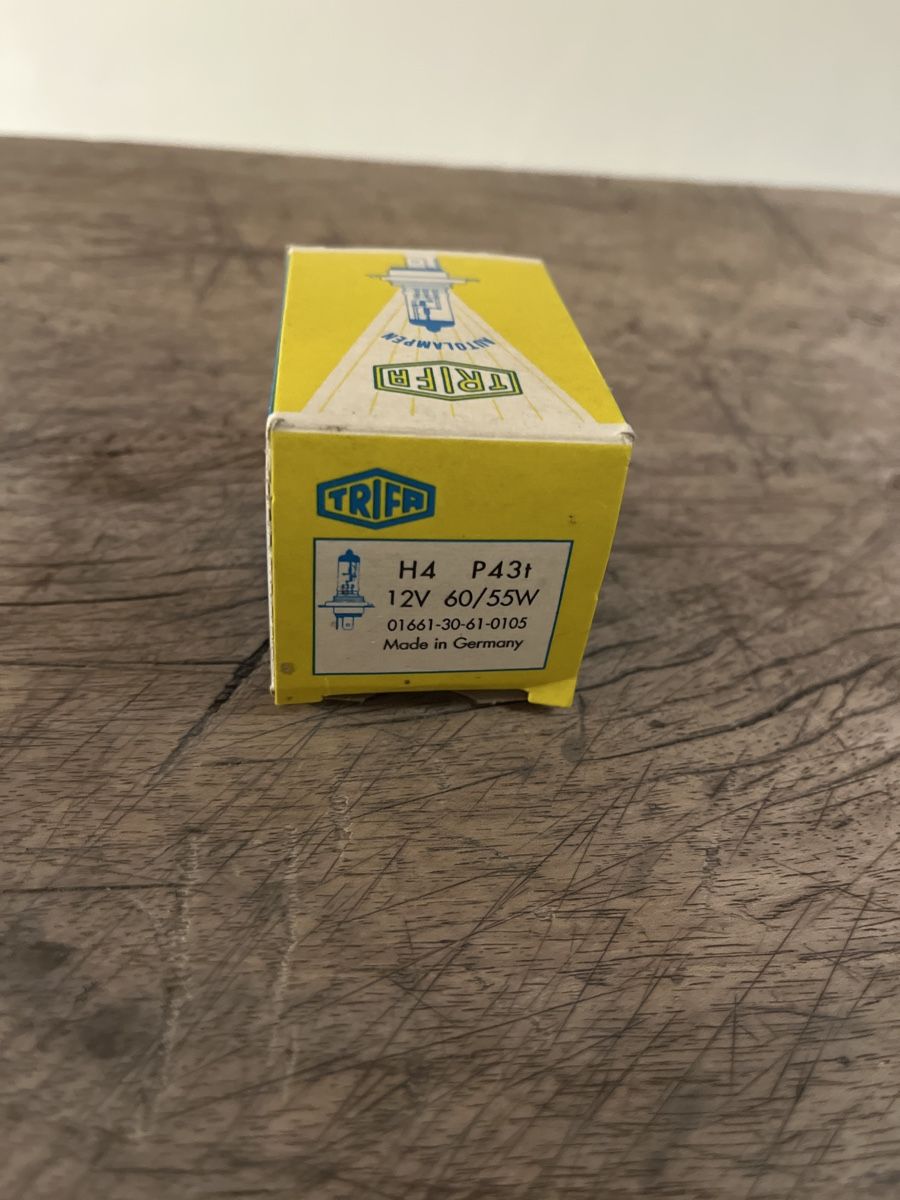 AUTOLAMPEN
TRIFA
TRIFA
H4 P43t
12V 60/55W
01661-30-61-0105
Made in Germany